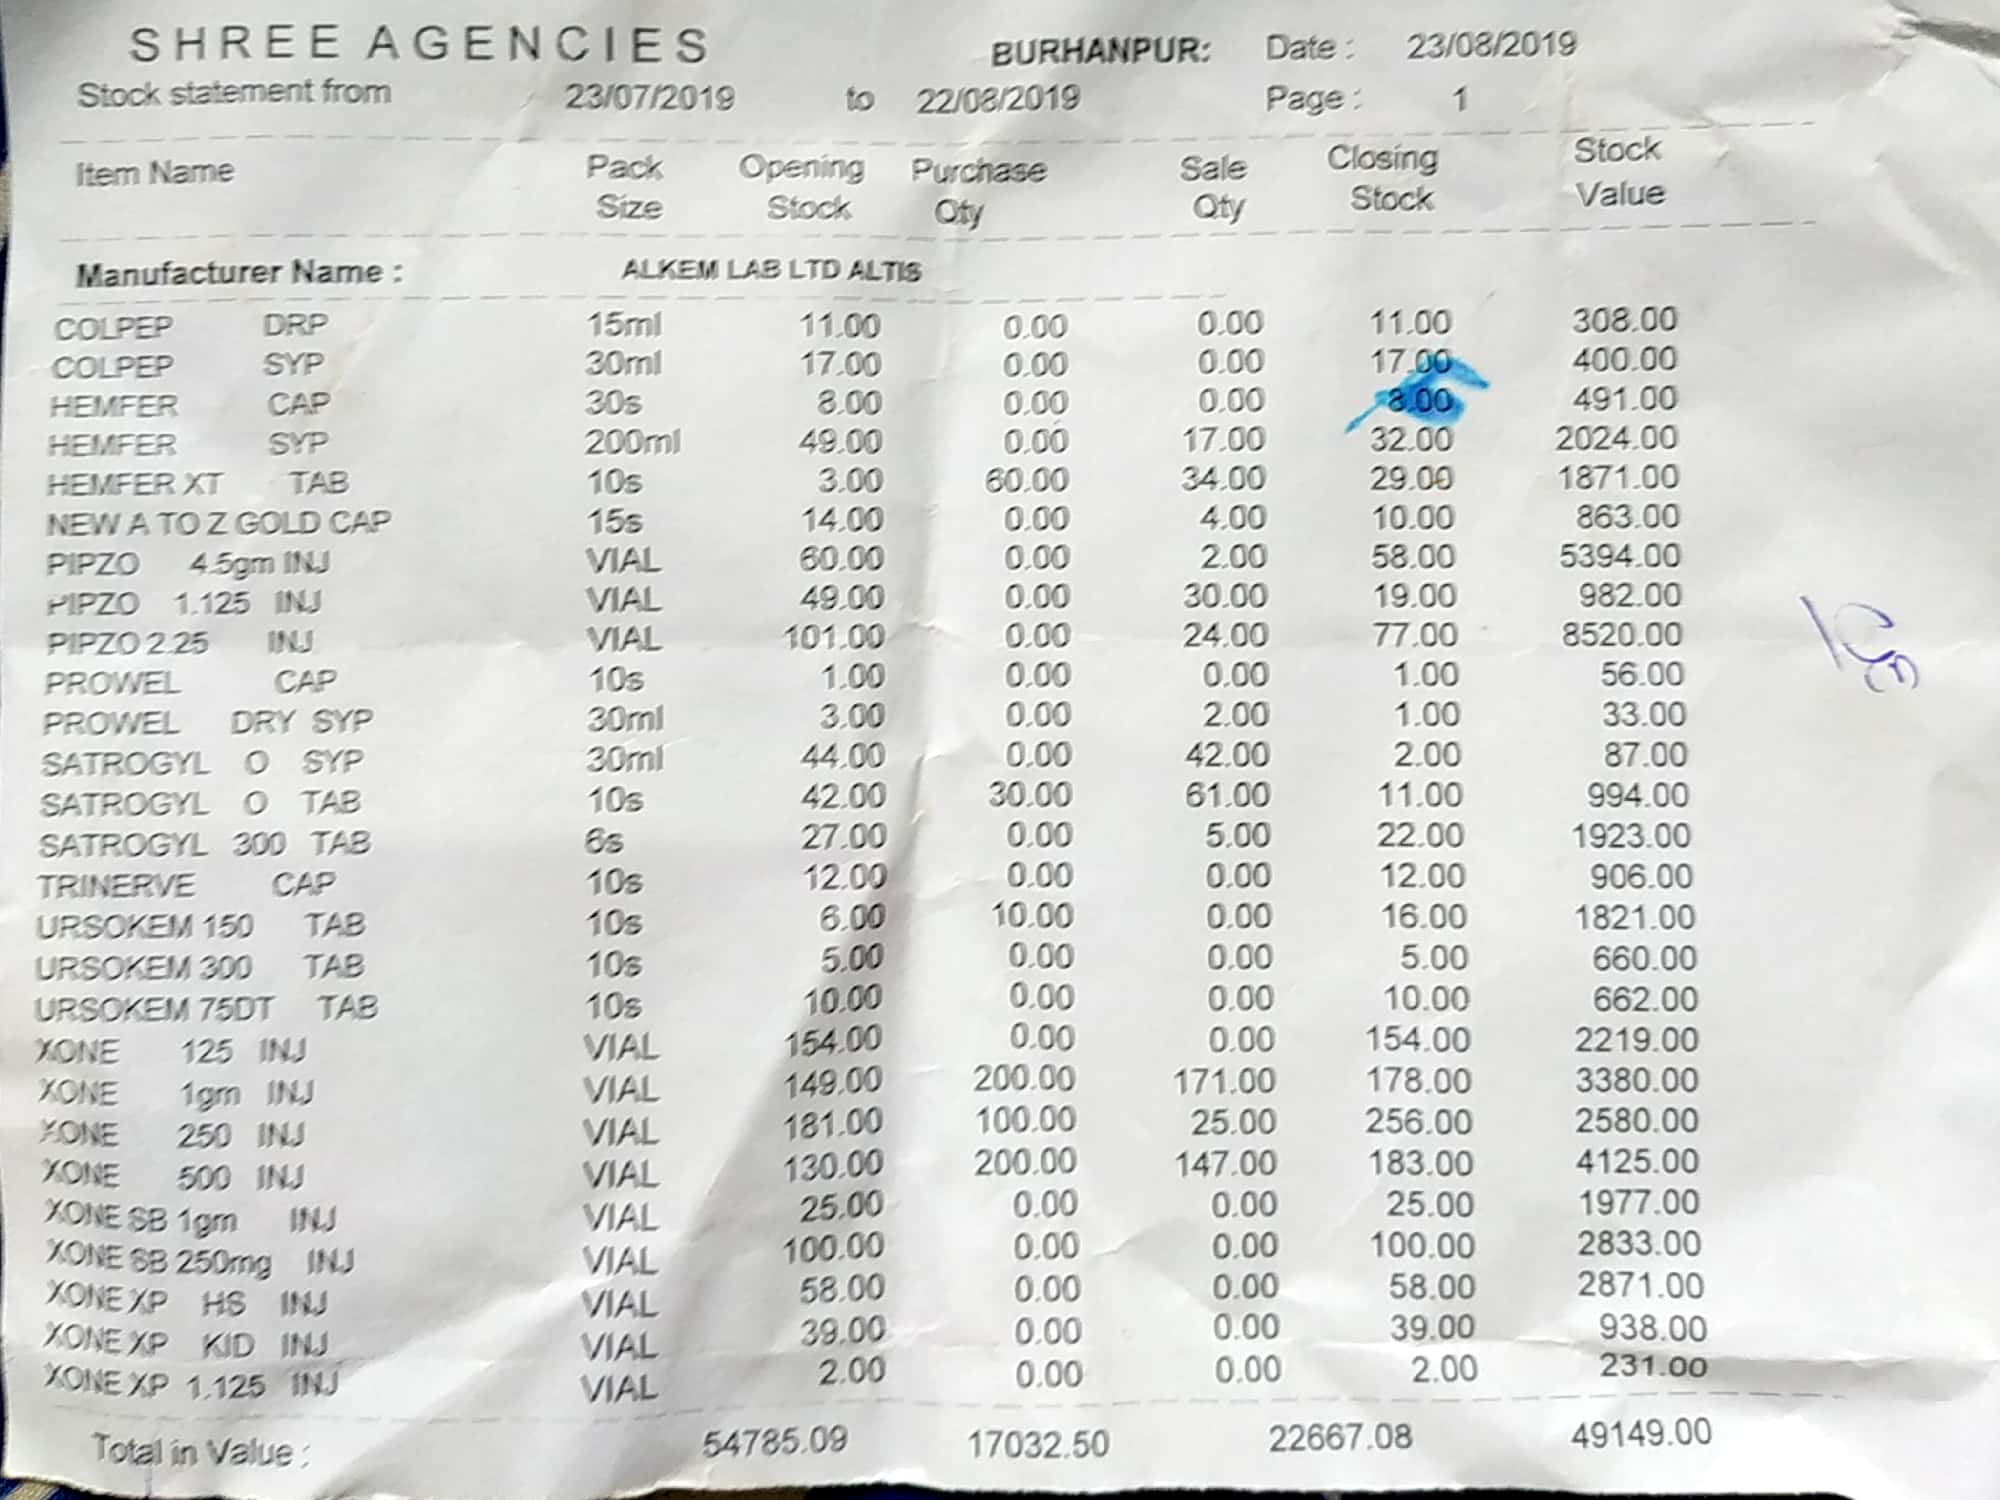 SHREE AGENCIES BURHANPUR: Date : 23/08/2019
Stock statement from 23/07/2019 to 22/08/2019 Page : 1
Item Name Pack Size Opening Stock Purchase Qty Sale Qty Closing Stock Stock Value
Manufacturer Name : ALKEM LAB LTD ALTIS
COLPEP DRP 15ml 11.00 0.00 0.00 11.00 308.00
COLPEP SYP 30ml 17.00 0.00 0.00 17.00 400.00
HEMFER CAP 30s 8.00 0.00 0.00 8.00 491.00
HEMFER SYP 200ml 49.00 0.00 17.00 32.00 2024.00
HEMFER XT TAB 10s 3.00 60.00 34.00 29.00 1871.00
NEW A TO Z GOLD CAP 15s 14.00 0.00 4.00 10.00 863.00
PIPZO 4.5gm INJ VIAL 60.00 0.00 2.00 58.00 5394.00
PIPZO 1.125 INJ VIAL 49.00 0.00 30.00 19.00 982.00
PIPZO 2.25 INJ VIAL 101.00 0.00 24.00 77.00 8520.00
PROWEL CAP 10s 1.00 0.00 0.00 1.00 56.00
PROWEL DRY SYP 30ml 3.00 0.00 2.00 1.00 33.00
SATROGYL O SYP 30ml 44.00 0.00 42.00 2.00 87.00
SATROGYL O TAB 10s 42.00 30.00 61.00 11.00 994.00
SATROGYL 300 TAB 6s 27.00 0.00 5.00 22.00 1923.00
TRINERVE CAP 10s 12.00 0.00 0.00 12.00 906.00
URSOKEM 150 TAB 10s 6.00 10.00 0.00 16.00 1821.00
URSOKEM 300 TAB 10s 5.00 0.00 0.00 5.00 660.00
URSOKEM 75DT TAB 10s 10.00 0.00 0.00 10.00 662.00
XONE 125 INJ VIAL 154.00 0.00 0.00 154.00 2219.00
XONE 1gm INJ VIAL 149.00 200.00 171.00 178.00 3380.00
XONE 250 INJ VIAL 181.00 100.00 25.00 256.00 2580.00
XONE 500 INJ VIAL 130.00 200.00 147.00 183.00 4125.00
XONE SB 1gm INJ VIAL 25.00 0.00 0.00 25.00 1977.00
XONE SB 250mg INJ VIAL 100.00 0.00 0.00 100.00 2833.00
XONE XP HS INJ VIAL 58.00 0.00 0.00 58.00 2871.00
XONE XP KID INJ VIAL 39.00 0.00 0.00 39.00 938.00
XONE XP 1.125 INJ VIAL 2.00 0.00 0.00 2.00 231.00
Total in Value : 54785.09 17032.50 22667.08 49149.00